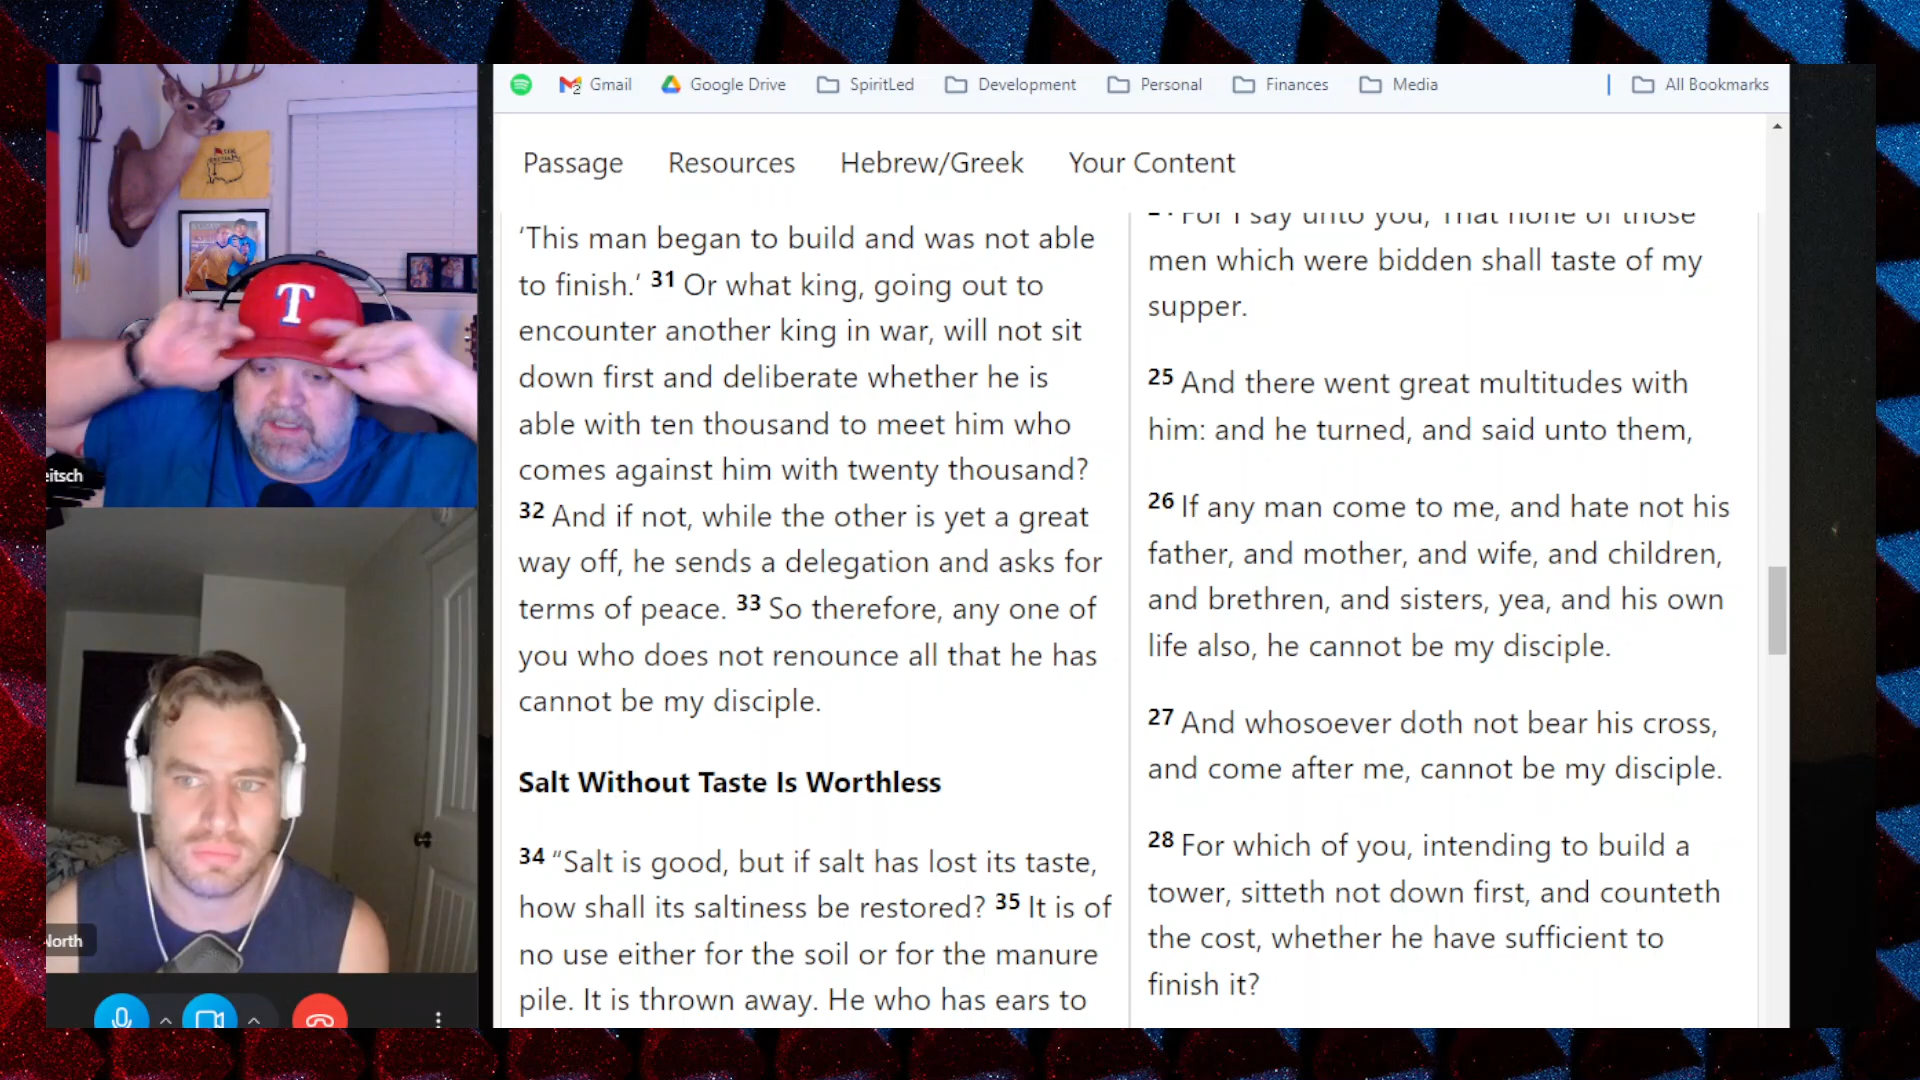 Gmail
Google Drive
SpiritLed
Development
Personal
Finances
Media
All Bookmarks
Passage
Resources
Hebrew/Greek
Your Content
‘This man began to build and was not able
to finish.’ 31 Or what king, going out to
encounter another king in war, will not sit
down first and deliberate whether he is
able with ten thousand to meet him who
comes against him with twenty thousand?
32 And if not, while the other is yet a great
way off, he sends a delegation and asks for
terms of peace. 33 So therefore, any one of
you who does not renounce all that he has
cannot be my disciple.
Salt Without Taste Is Worthless
34 “Salt is good, but if salt has lost its taste,
how shall its saltiness be restored? 35 It is of
no use either for the soil or for the manure
pile. It is thrown away. He who has ears to
For I say unto you, That none of those
men which were bidden shall taste of my
supper.
25 And there went great multitudes with
him: and he turned, and said unto them,
26 If any man come to me, and hate not his
father, and mother, and wife, and children,
and brethren, and sisters, yea, and his own
life also, he cannot be my disciple.
27 And whosoever doth not bear his cross,
and come after me, cannot be my disciple.
28 For which of you, intending to build a
tower, sitteth not down first, and counteth
the cost, whether he have sufficient to
finish it?
T
eitsch
North